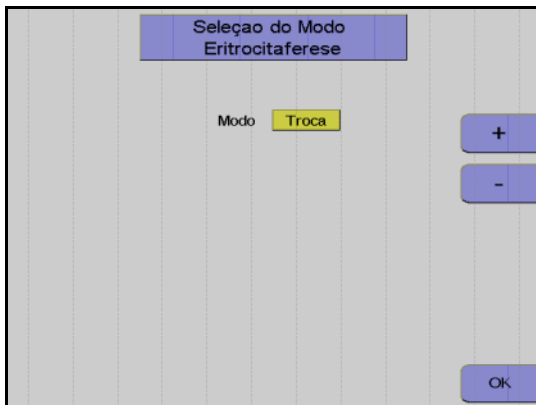 Seleçao do Modo
Eritrocitaferese
Modo Troca
+
-
OK